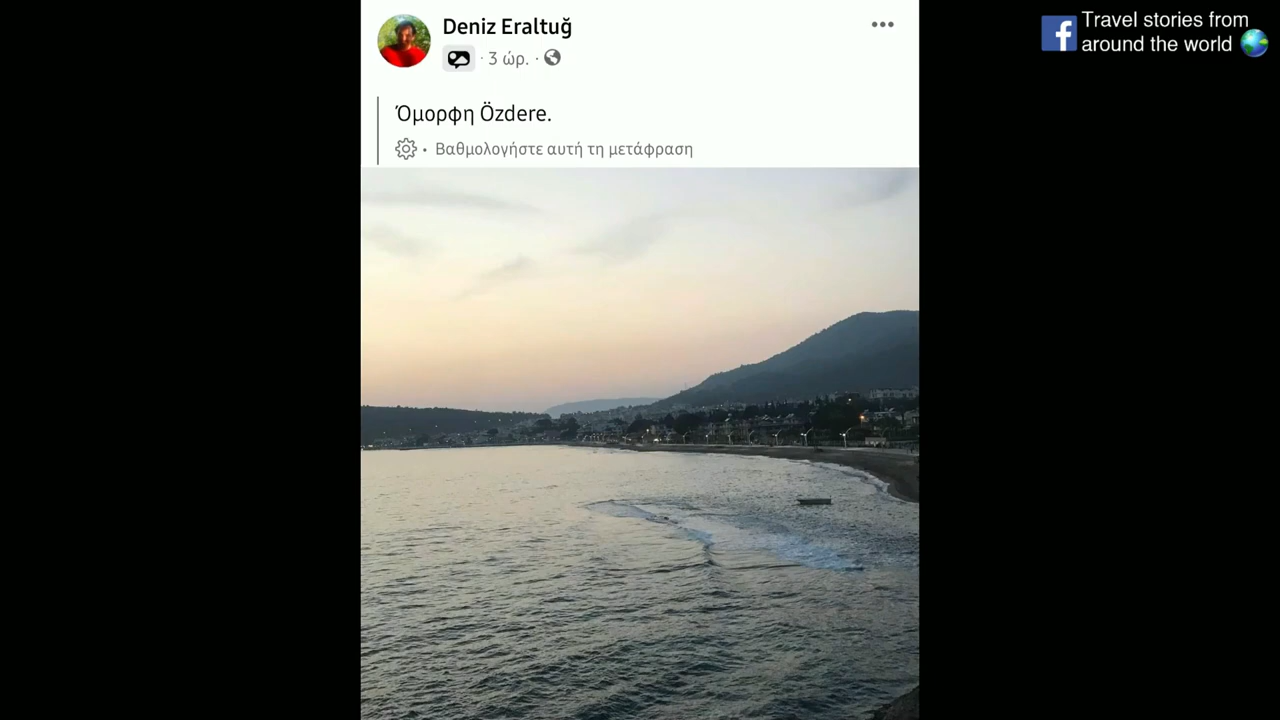 Deniz Eraltuğ
· 3 ώρ. ·
Όμορφη Özdere.
· Βαθμολογήστε αυτή τη μετάφραση
Travel stories from
around the world